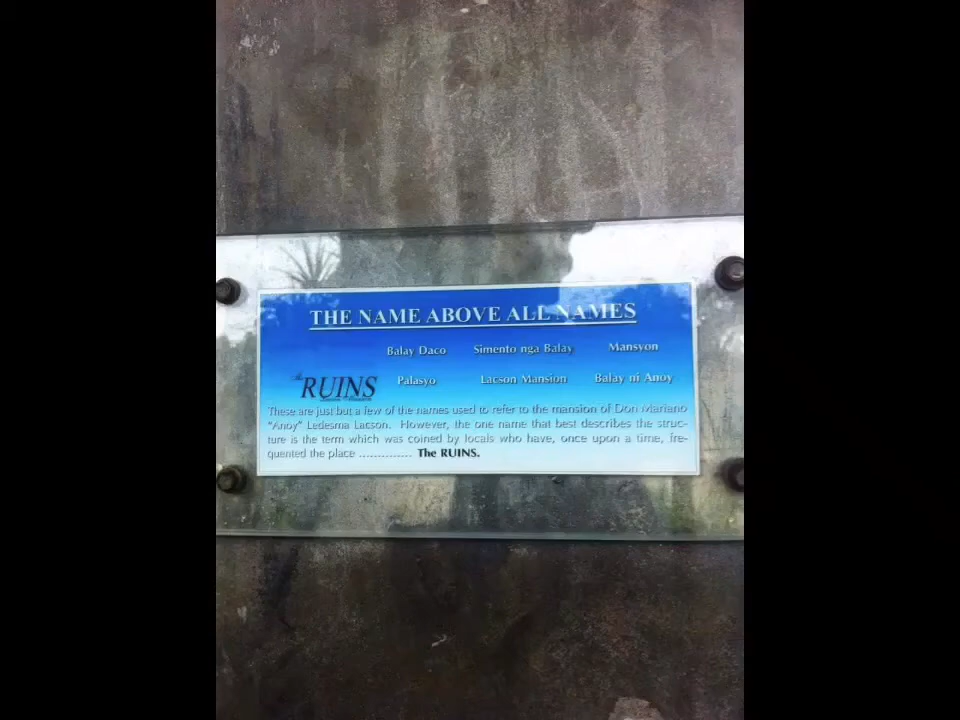 THE NAME ABOVE ALL NAMES
Balay Daco Simento nga Balay Mansyon
the RUINS Palasyo Lacson Mansion Balay ni Anoy
These are just but a few of the names used to refer to the mansion of Don Mariano
"Anoy" Ledesma Lacson. However, the one name that best describes the struc-
ture is the term which was coined by locals who have, once upon a time, fre-
quented the place .............. The RUINS.